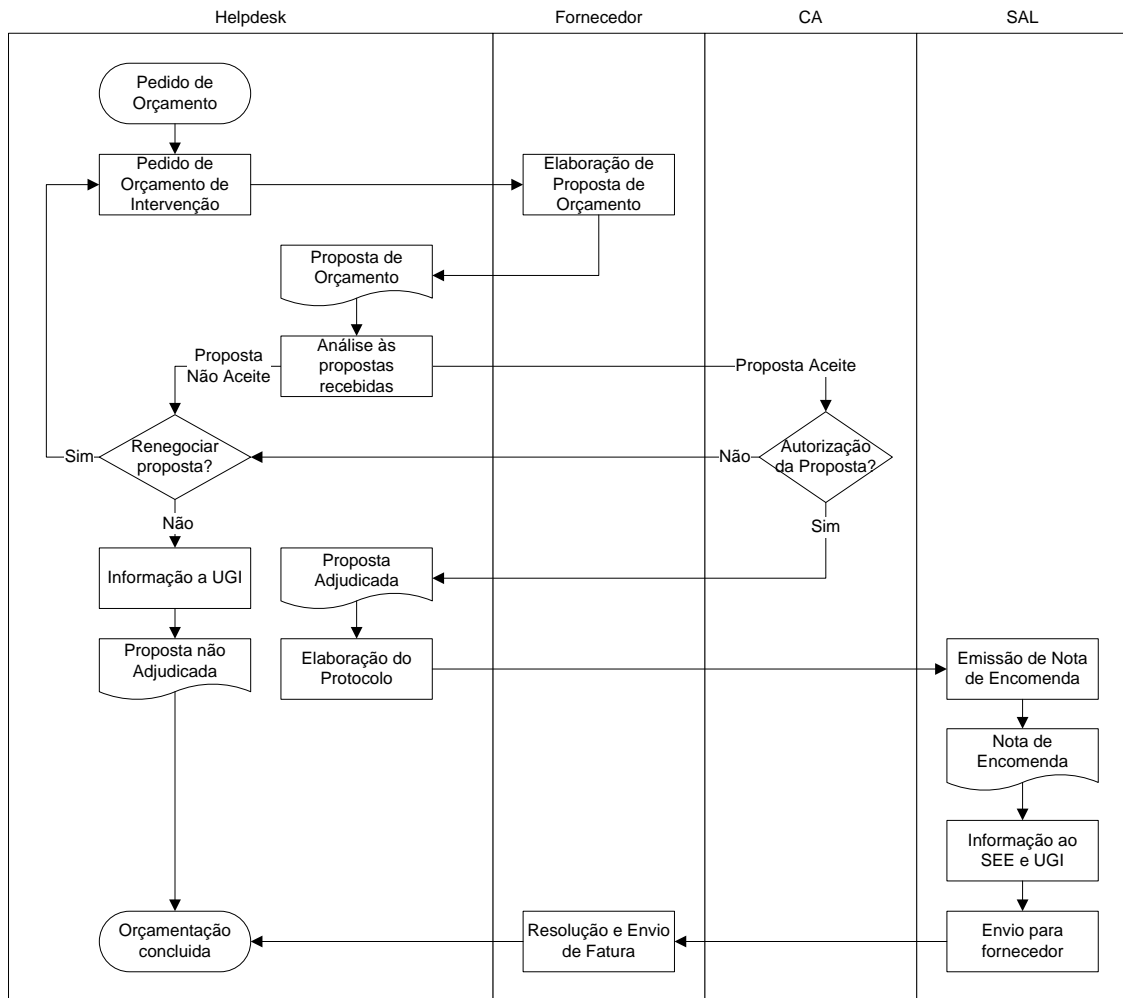 Helpdesk
Fornecedor
CA
SAL
Pedido de
Orçamento
Pedido de
Orçamento de
Intervenção
Elaboração de
Proposta de
Orçamento
Proposta de
Orçamento
Análise às
propostas
recebidas
Proposta
Não Aceite
Proposta Aceite
Renegociar
proposta?
Sim
Não
Autorização
da Proposta?
Não
Sim
Informação a UGI
Proposta
Adjudicada
Proposta não
Adjudicada
Elaboração do
Protocolo
Emissão de Nota
de Encomenda
Nota de
Encomenda
Informação ao
SEE e UGI
Orçamentação
concluida
Resolução e Envio
de Fatura
Envio para
fornecedor